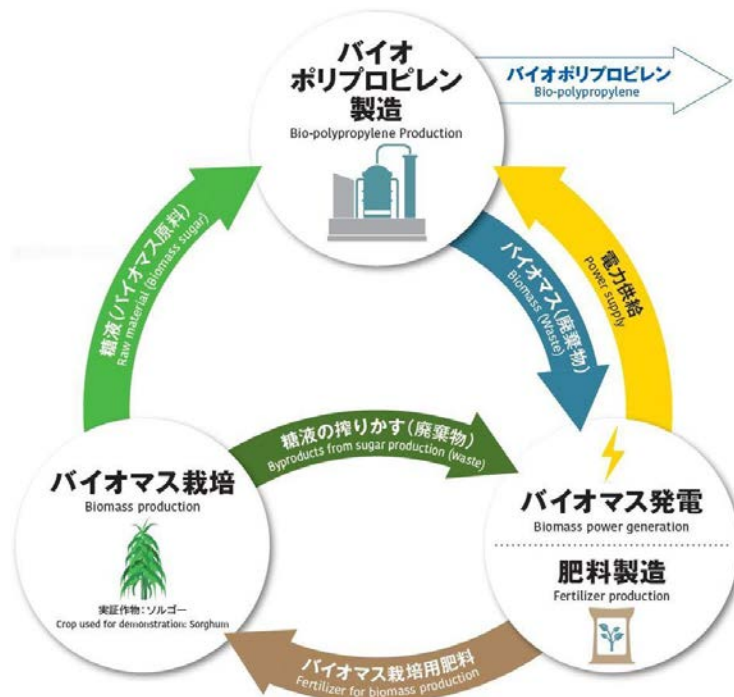 バイオ
ポリプロピレン
製造
Bio-polypropylene Production
バイオポリプロピレン
Bio-polypropylene
糖液(バイオマス原料)
Raw material (Biomass sugar)
バイオマス(廃棄物)
Biomass (Waste)
電力供給
Power supply
糖液の搾りかす(廃棄物)
Byproducts from sugar production (Waste)
バイオマス栽培
Biomass production
実証作物:ソルゴー
Crop used for demonstration: Sorghum
バイオマス発電
Biomass power generation
肥料製造
Fertilizer production
バイオマス栽培用肥料
Fertilizer for biomass production